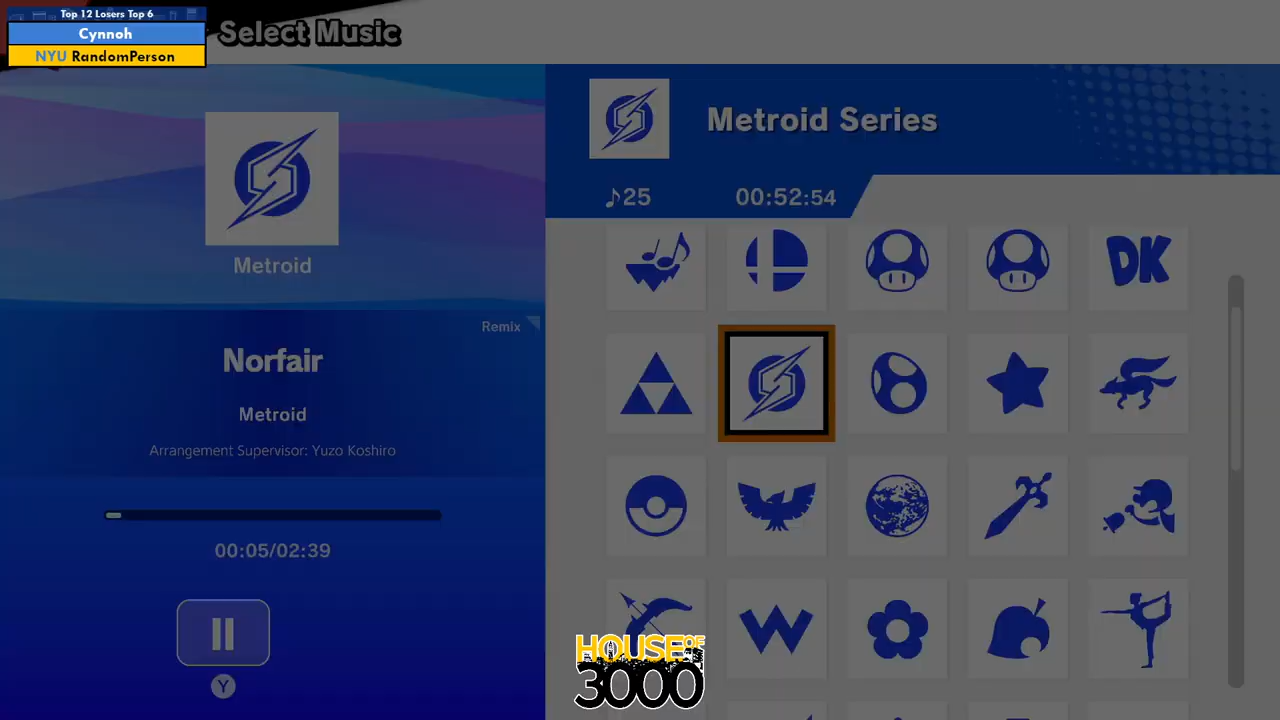 Top 12 Losers Top 6
Cynnoh
NYU RandomPerson
Select Music
Metroid
Remix
Norfair
Metroid
Arrangement Supervisor: Yuzo Koshiro
00:05/02:39
Y
Metroid Series
♪25 00:52:54
DK
W
HOUSE OF
3000